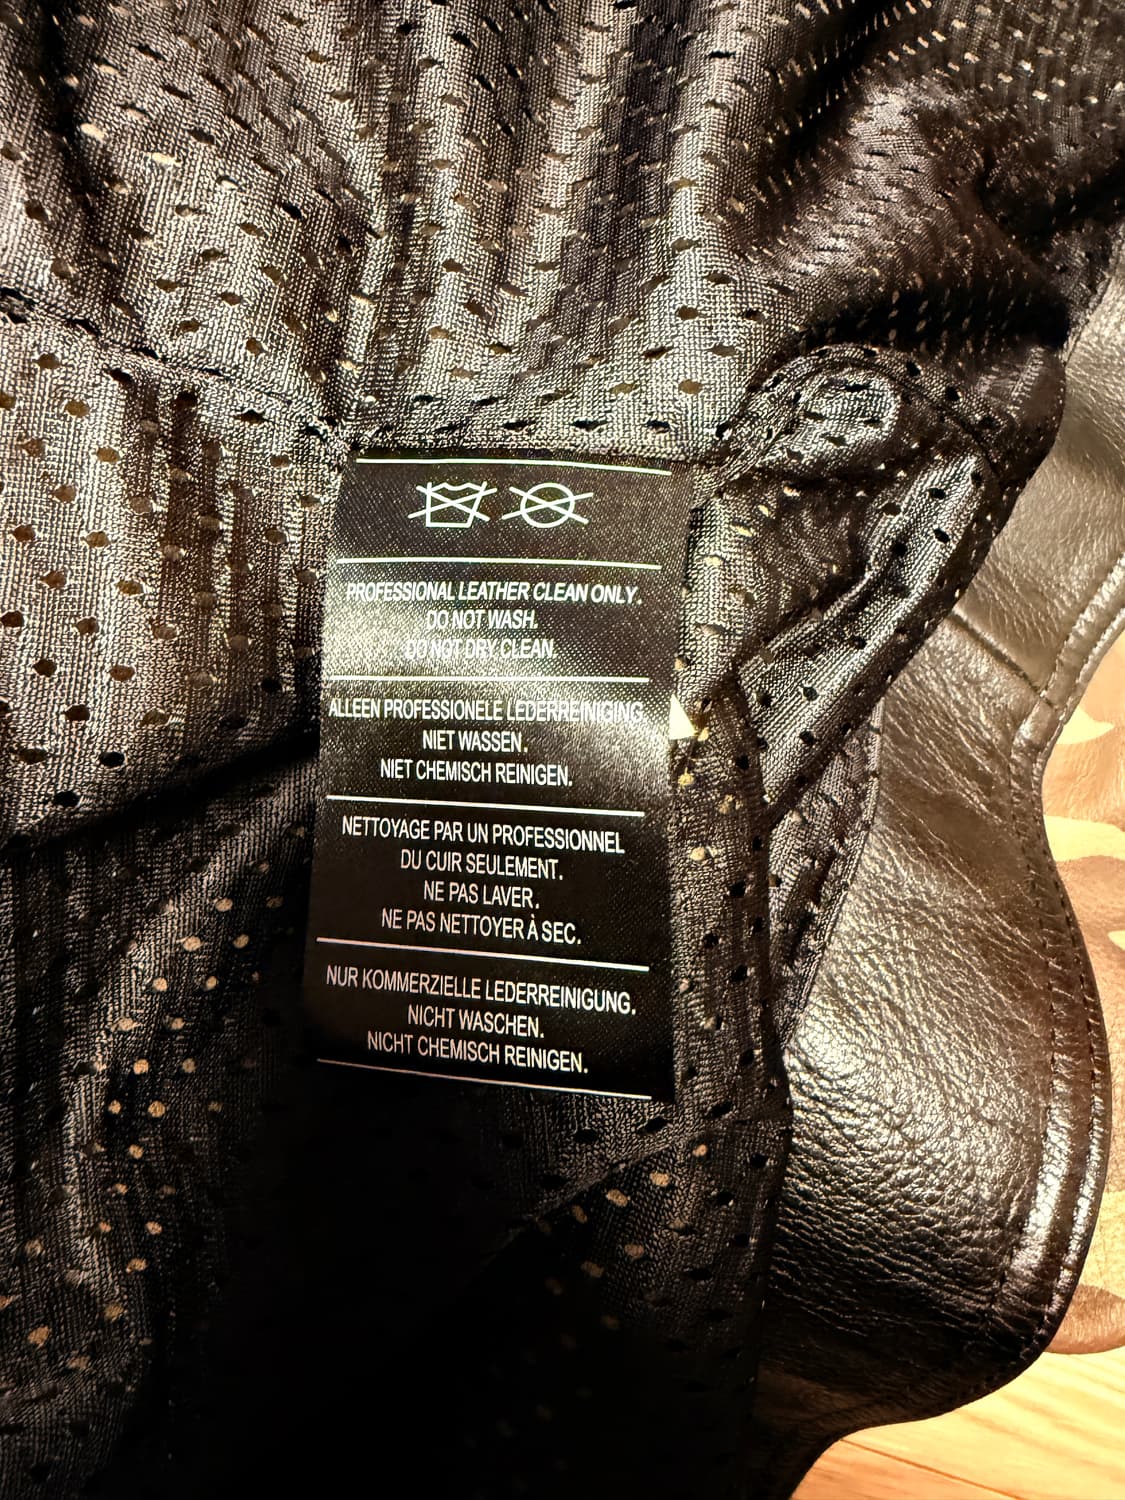 PROFESSIONAL LEATHER CLEAN ONLY.
DO NOT WASH.
DO NOT DRY CLEAN.
ALLEEN PROFESSIONELE LEDERREINIGING.
NIET WASSEN.
NIET CHEMISCH REINIGEN.
NETTOYAGE PAR UN PROFESSIONNEL
DU CUIR SEULEMENT.
NE PAS LAVER.
NE PAS NETTOYER À SEC.
NUR KOMMERZIELLE LEDERREINIGUNG.
NICHT WASCHEN.
NICHT CHEMISCH REINIGEN.